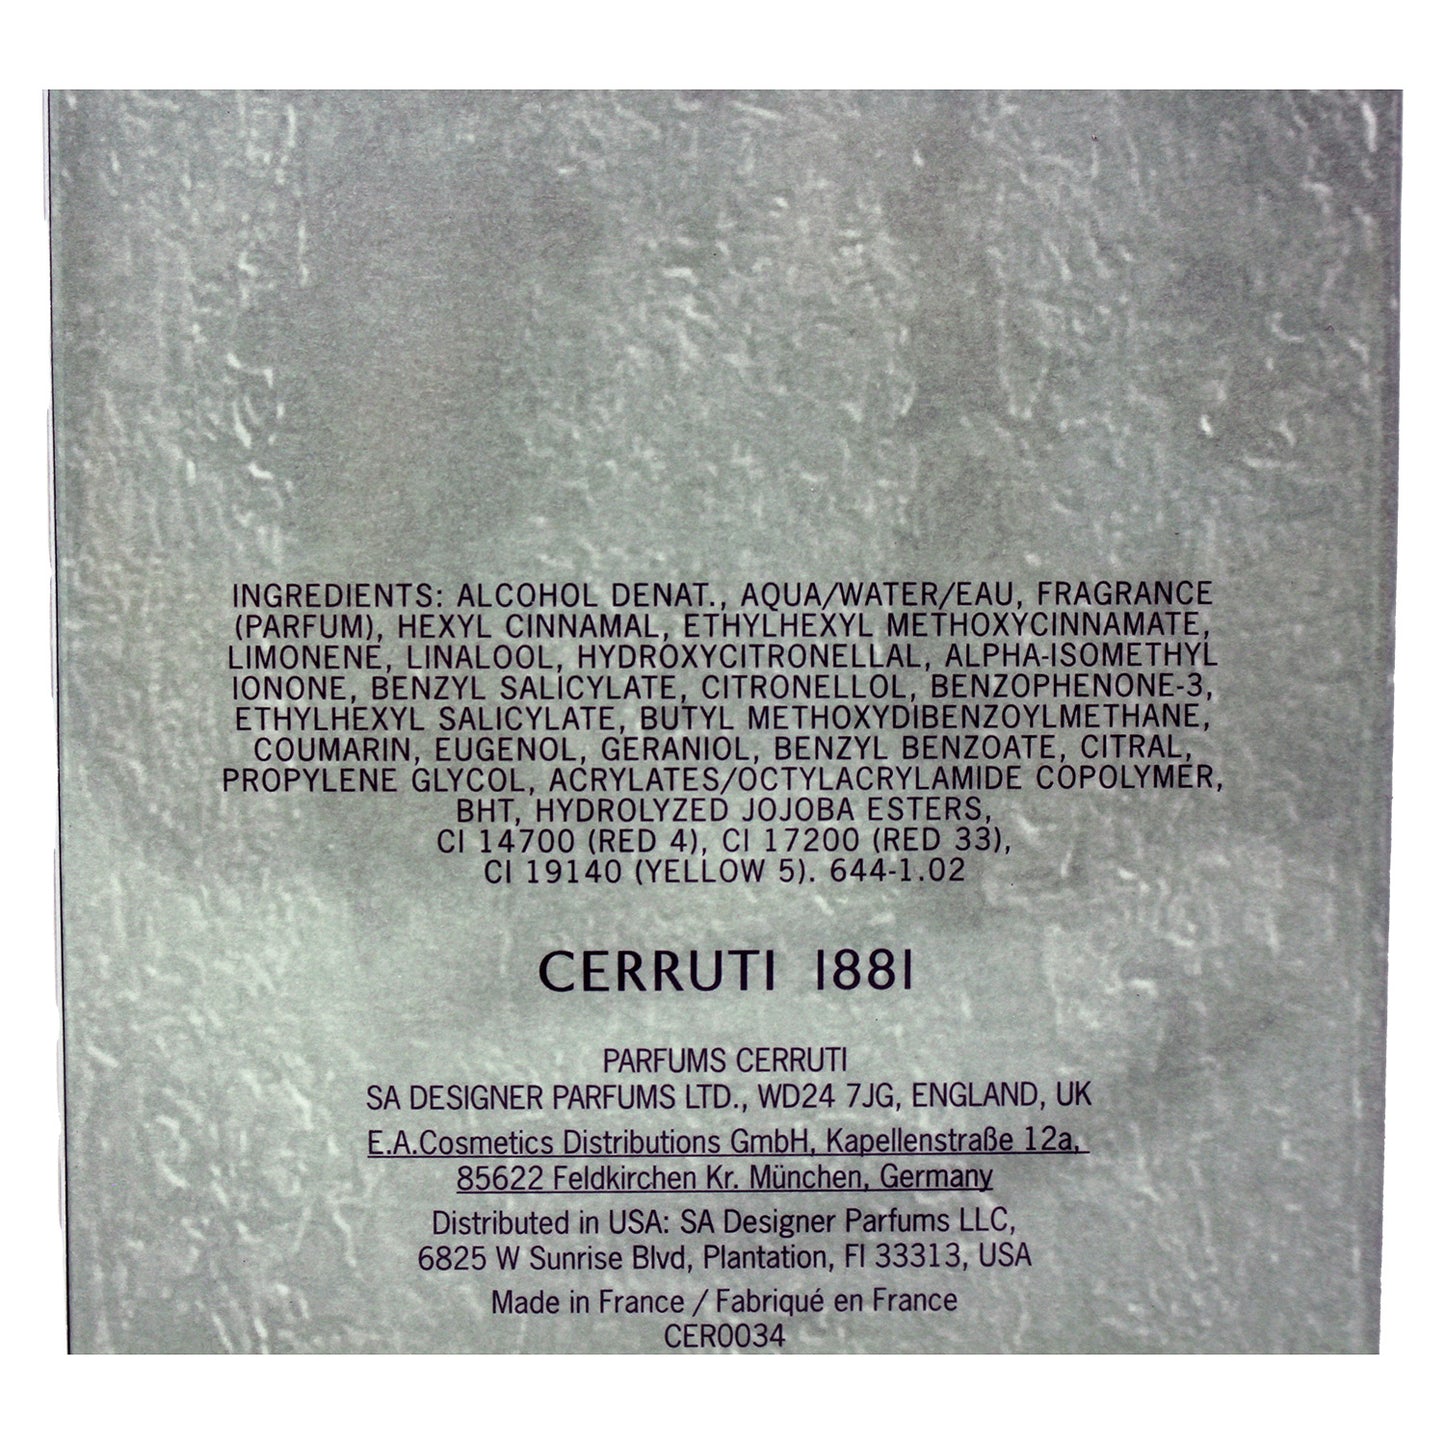 INGREDIENTS: ALCOHOL DENAT., AQUA/WATER/EAU, FRAGRANCE
(PARFUM), HEXYL CINNAMAL, ETHYLHEXYL METHOXYCINNAMATE,
LIMONENE, LINALOOL, HYDROXYCITRONELLAL, ALPHA-ISOMETHYL
IONONE, BENZYL SALICYLATE, CITRONELLOL, BENZOPHENONE-3,
ETHYLHEXYL SALICYLATE, BUTYL METHOXYDIBENZOYLMETHANE,
COUMARIN, EUGENOL, GERANIOL, BENZYL BENZOATE, CITRAL,
PROPYLENE GLYCOL, ACRYLATES/OCTYLACRYLAMIDE COPOLYMER,
BHT, HYDROLYZED JOJOBA ESTERS,
CI 14700 (RED 4), CI 17200 (RED 33),
CI 19140 (YELLOW 5). 644-1.02
CERRUTI 1881
PARFUMS CERRUTI
SA DESIGNER PARFUMS LTD., WD24 7JG, ENGLAND, UK
E.A.Cosmetics Distributions GmbH, Kapellenstraße 12a,
85622 Feldkirchen Kr. München, Germany
Distributed in USA: SA Designer Parfums LLC,
6825 W Sunrise Blvd, Plantation, Fl 33313, USA
Made in France / Fabriqué en France
CER0034